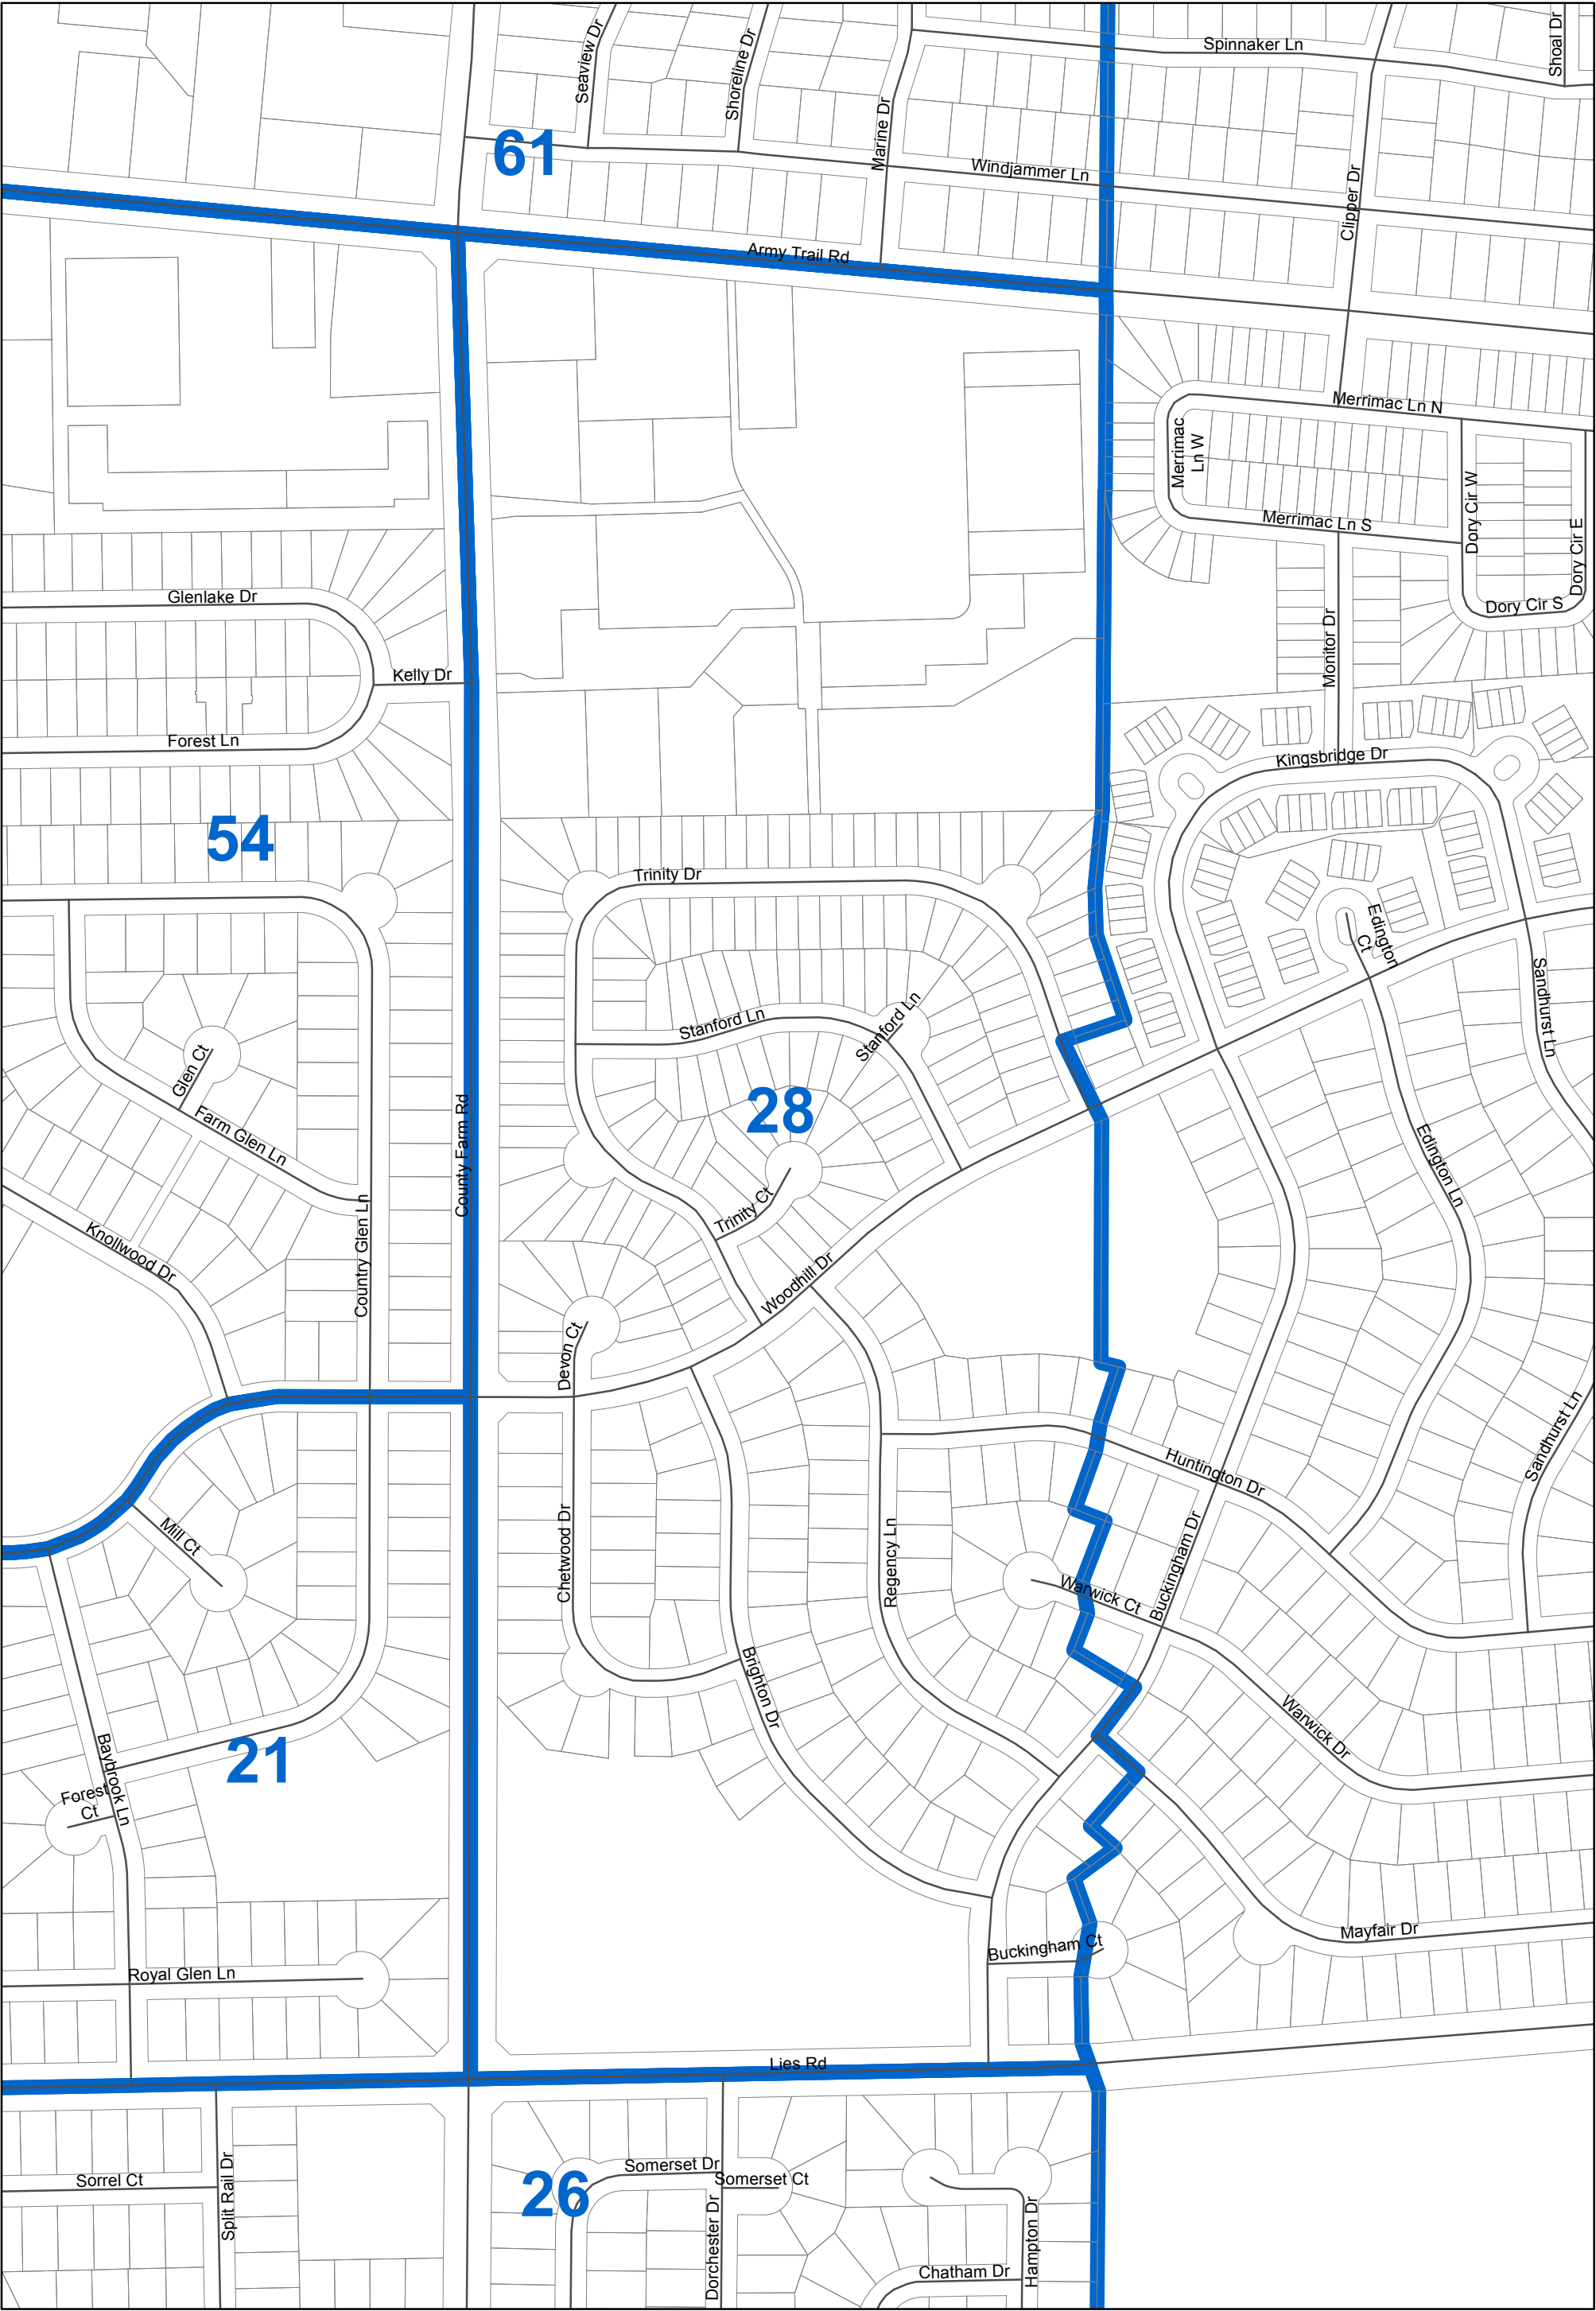 Seaview Dr
Shoreline Dr
Marine Dr
Spinnaker Ln
Shoal Dr
61
Windjammer Ln
Clipper Dr
Army Trail Rd
Merrimac Ln N
Merrimac
Ln W
Merrimac Ln S
Dory Cir W
Dory Cir E
Dory Cir S
Glenlake Dr
Monitor Dr
Kelly Dr
Forest Ln
Kingsbridge Dr
54
Trinity Dr
Edington
Ct
Sandhurst Ln
Stanford Ln
Stanford Ln
Glen Ct
28
Farm Glen Ln
County Farm Rd
Edington Ln
Trinity Ct
Knollwood Dr
Country Glen Ln
Woodhill Dr
Devon Ct
Sandhurst Ln
Huntington Dr
Mill Ct
Chetwood Dr
Regency Ln
Buckingham Dr
Warwick Ct
Brighton Dr
Warwick Dr
Baybrook Ln
21
Forest
Ct
Mayfair Dr
Buckingham Ct
Royal Glen Ln
Lies Rd
Sorrel Ct
Split Rail Dr
26
Somerset Dr
Somerset Ct
Dorchester Dr
Hampton Dr
Chatham Dr